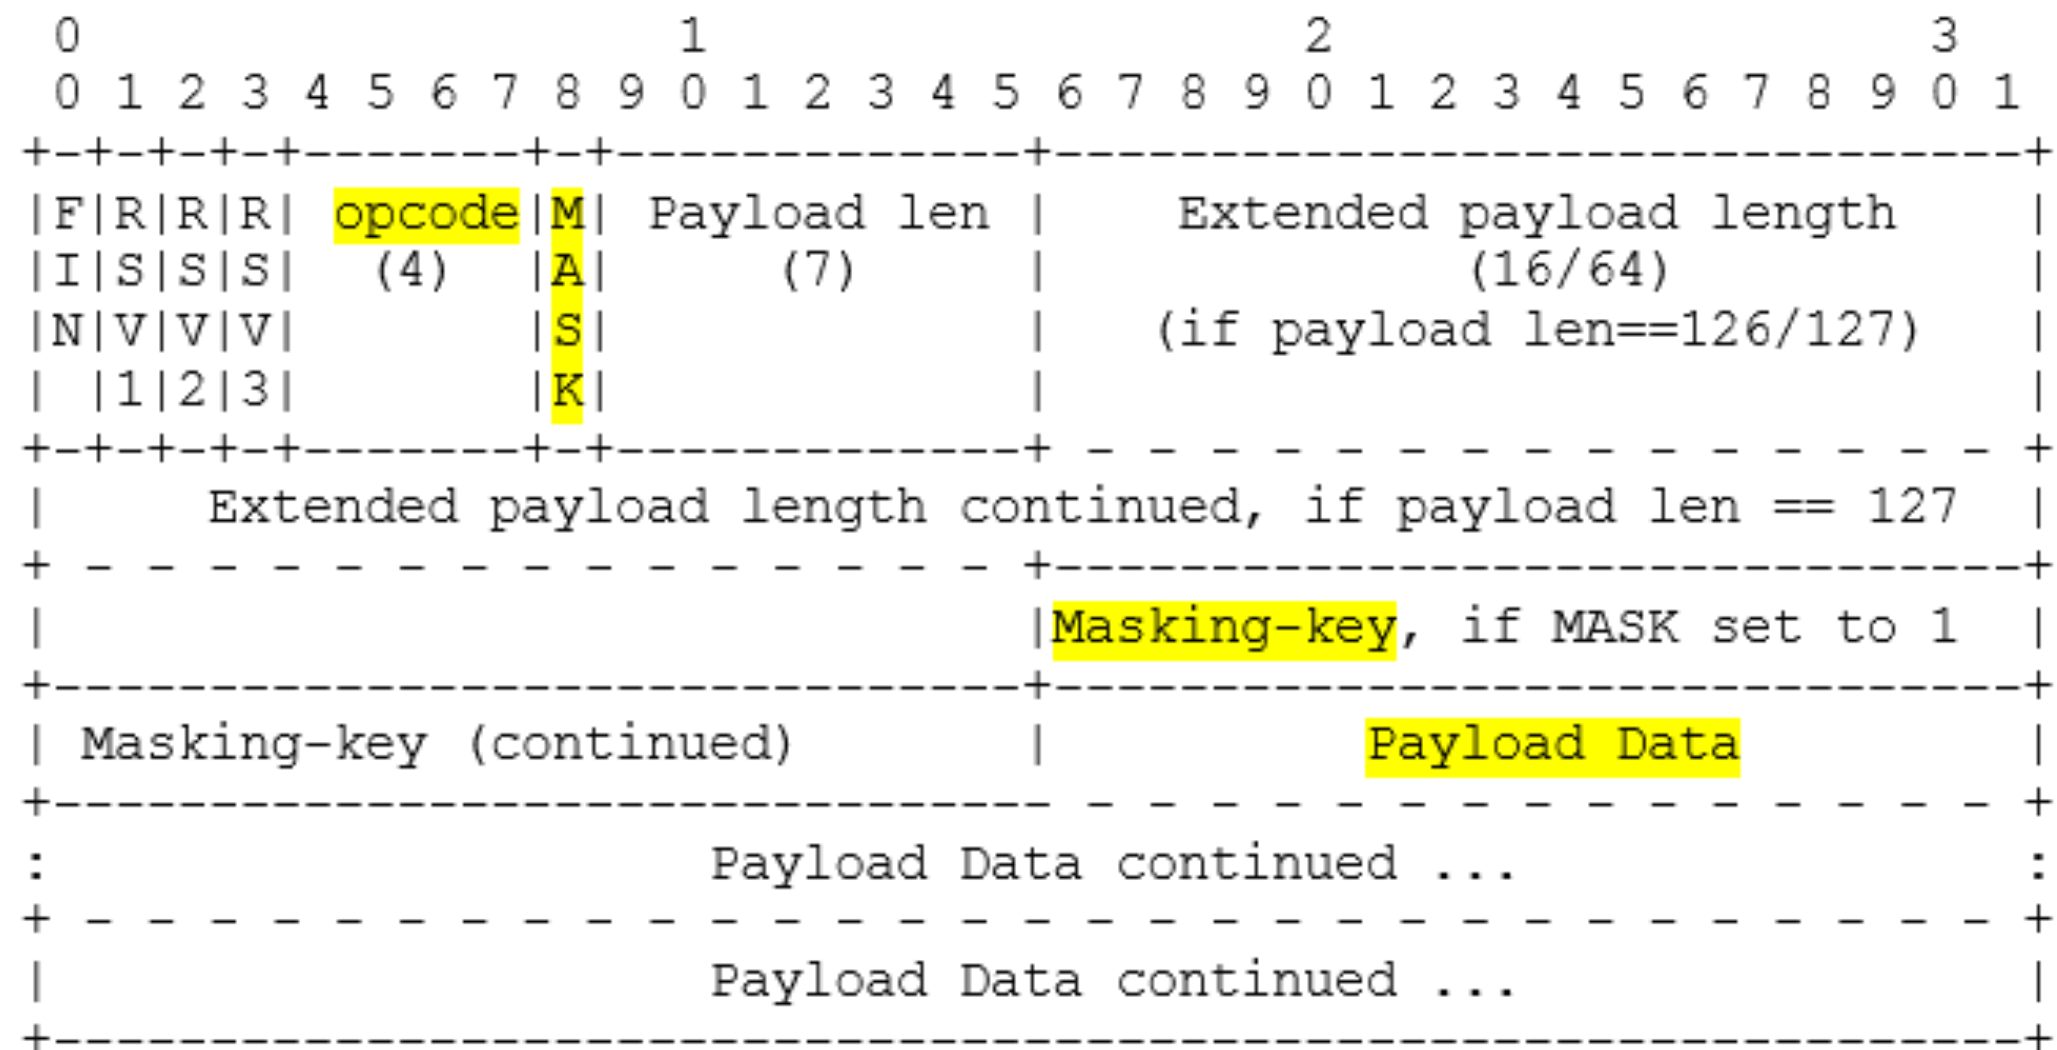 0                   1                   2                   3
0 1 2 3 4 5 6 7 8 9 0 1 2 3 4 5 6 7 8 9 0 1 2 3 4 5 6 7 8 9 0 1
+-+-+-+-+-------+-+-------------+-------------------------------+
|F|R|R|R| opcode|M| Payload len |    Extended payload length    |
|I|S|S|S|  (4)  |A|     (7)     |             (16/64)           |
|N|V|V|V|       |S|             |   (if payload len==126/127)   |
| |1|2|3|       |K|             |                               |
+-+-+-+-+-------+-+-------------+ - - - - - - - - - - - - - - - +
|     Extended payload length continued, if payload len == 127  |
+ - - - - - - - - - - - - - - - +-------------------------------+
|                               |Masking-key, if MASK set to 1  |
+-------------------------------+-------------------------------+
| Masking-key (continued)       |          Payload Data         |
+-------------------------------- - - - - - - - - - - - - - - - +
:                     Payload Data continued ...                :
+ - - - - - - - - - - - - - - - - - - - - - - - - - - - - - - - +
|                     Payload Data continued ...                |
+---------------------------------------------------------------+